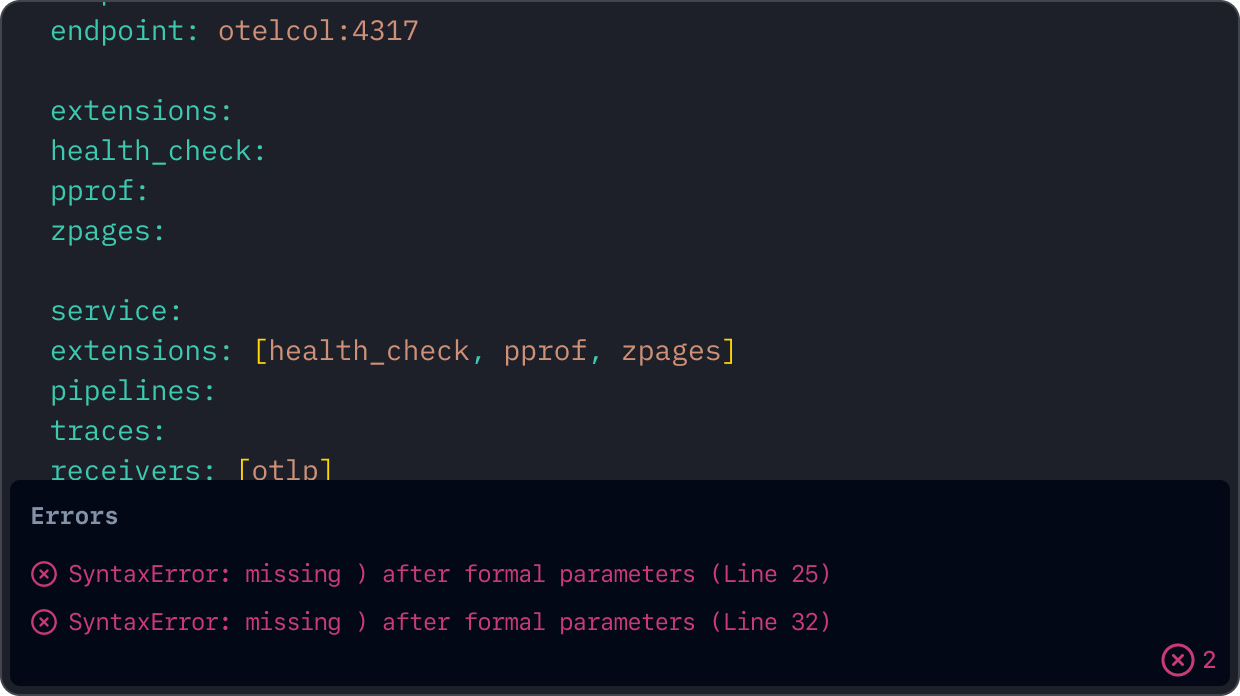 endpoint: otelcol:4317
extensions:
health_check:
pprof:
zpages:
service:
extensions: [health_check, pprof, zpages]
pipelines:
traces:
receivers: [otlp]
Errors
SyntaxError: missing ) after formal parameters (Line 25)
SyntaxError: missing ) after formal parameters (Line 32)
2